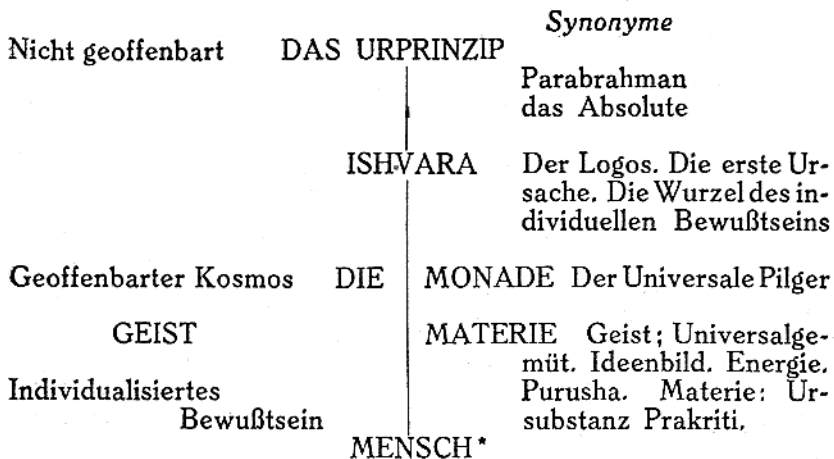 Synonyme
Nicht geoffenbart DAS URPRINZIP
Parabrahman
das Absolute
ISHVARA Der Logos. Die erste Ur-
sache. Die Wurzel des in-
dividuellen Bewußtseins
Geoffenbarter Kosmos DIE MONADE Der Universale Pilger
GEIST MATERIE Geist; Universalge-
müt. Ideenbild. Energie.
Individualisiertes Purusha. Materie: Ur-
Bewußtsein substanz Prakriti.
MENSCH*